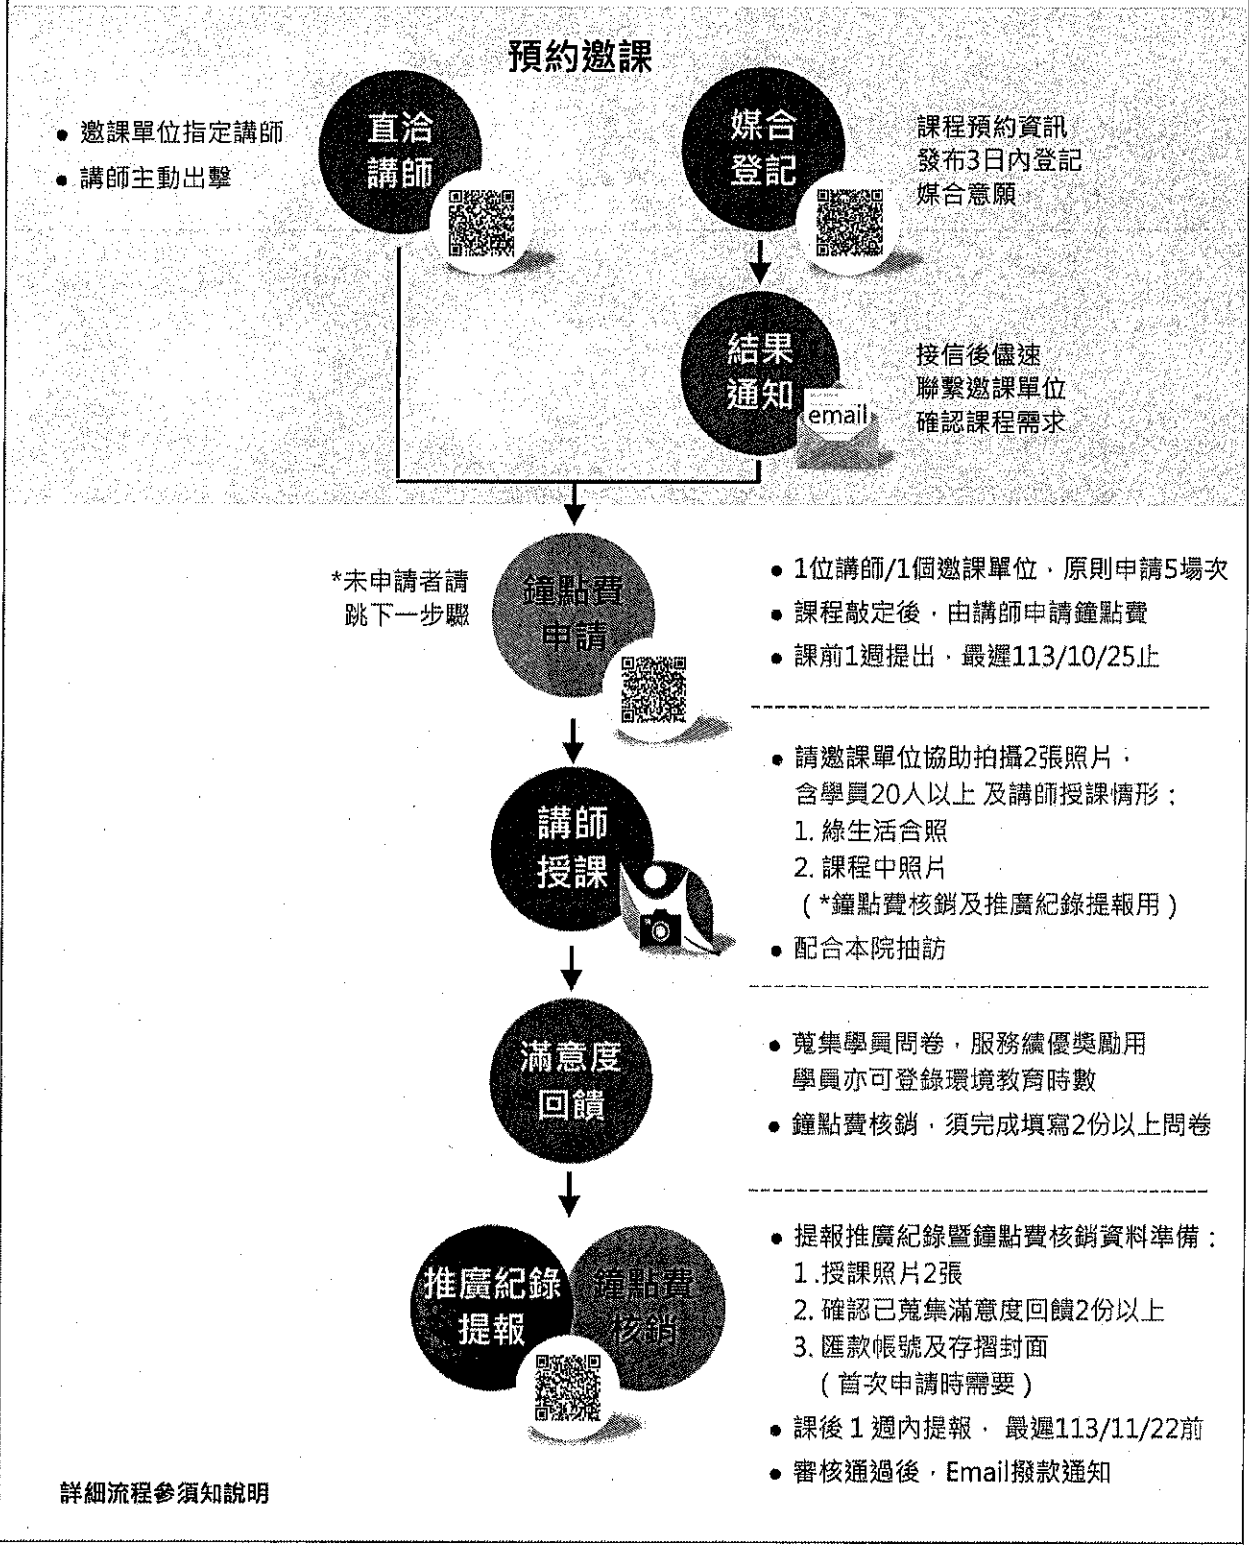 預約邀課
直洽
講師
• 邀課單位指定講師
• 講師主動出擊
媒合
登記
課程預約資訊
發布3日內登記
媒合意願
結果
通知
email
接信後儘速
聯繫邀課單位
確認課程需求
*未申請者請
跳下一步驟
鐘點費
申請
• 1位講師/1個邀課單位，原則申請5場次
• 課程敲定後，由講師申請鐘點費
• 課前1週提出，最遲113/10/25止
講師
授課
• 請邀課單位協助拍攝2張照片，
含學員20人以上 及講師授課情形；
1. 綠生活合照
2. 課程中照片
（*鐘點費核銷及推廣紀錄提報用）
• 配合本院抽訪
滿意度
回饋
• 蒐集學員問卷，服務績優獎勵用
學員亦可登錄環境教育時數
• 鐘點費核銷，須完成填寫2份以上問卷
推廣紀錄
提報
鐘點費
核銷
• 提報推廣紀錄暨鐘點費核銷資料準備：
1.授課照片2張
2. 確認已蒐集滿意度回饋2份以上
3. 匯款帳號及存摺封面
（首次申請時需要）
• 課後 1 週內提報， 最遲113/11/22前
• 審核通過後，Email撥款通知
詳細流程參須知說明